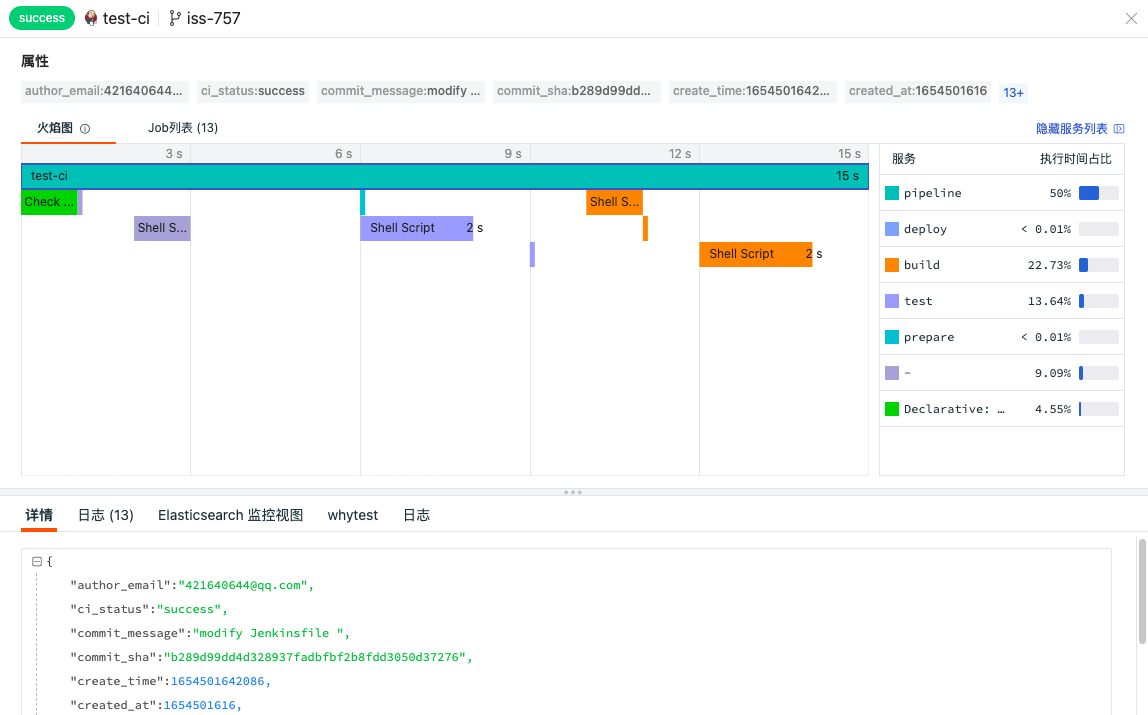 success test-ci iss-757
属性
author_email:421640644... ci_status:success commit_message:modify ... commit_sha:b289d99dd... create_time:1654501642... created_at:1654501616 13+
火焰图 Job列表 (13) 隐藏服务列表
3 s 6 s 9 s 12 s 15 s 服务 执行时间占比
test-ci 15 s
pipeline 50%
Check ... Shell S...
Shell S... Shell Script 2 s
deploy < 0.01%
Shell Script 2 s
build 22.73%
test 13.64%
prepare < 0.01%
- 9.09%
Declarative: … 4.55%
详情 日志 (13) Elasticsearch 监控视图 whytest 日志
{
"author_email":"421640644@qq.com",
"ci_status":"success",
"commit_message":"modify Jenkinsfile ",
"commit_sha":"b289d99dd4d328937fadbfbf2b8fdd3050d37276",
"create_time":1654501642086,
"created_at":1654501616,